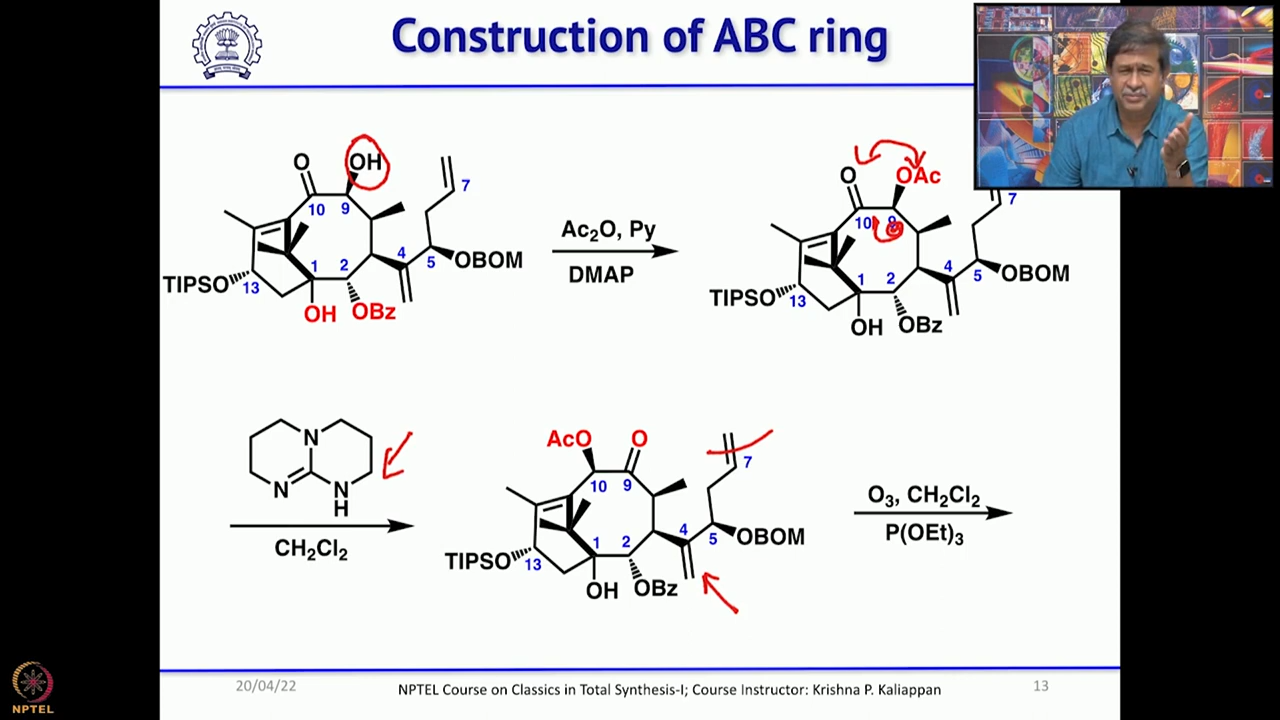 Construction of ABC ring
O OH
7
10 9
4
5
OBOM
TIPSO 13
1 2
OH OBz
Ac2O, Py
DMAP
O OAc
7
10 9
4
5
OBOM
TIPSO 13
1 2
OH OBz
N
N N
H
CH2Cl2
AcO O
7
10 9
4
5
OBOM
TIPSO 13
1 2
OH OBz
O3, CH2Cl2
P(OEt)3
NPTEL
20/04/22
NPTEL Course on Classics in Total Synthesis-I; Course Instructor: Krishna P. Kaliappan
13